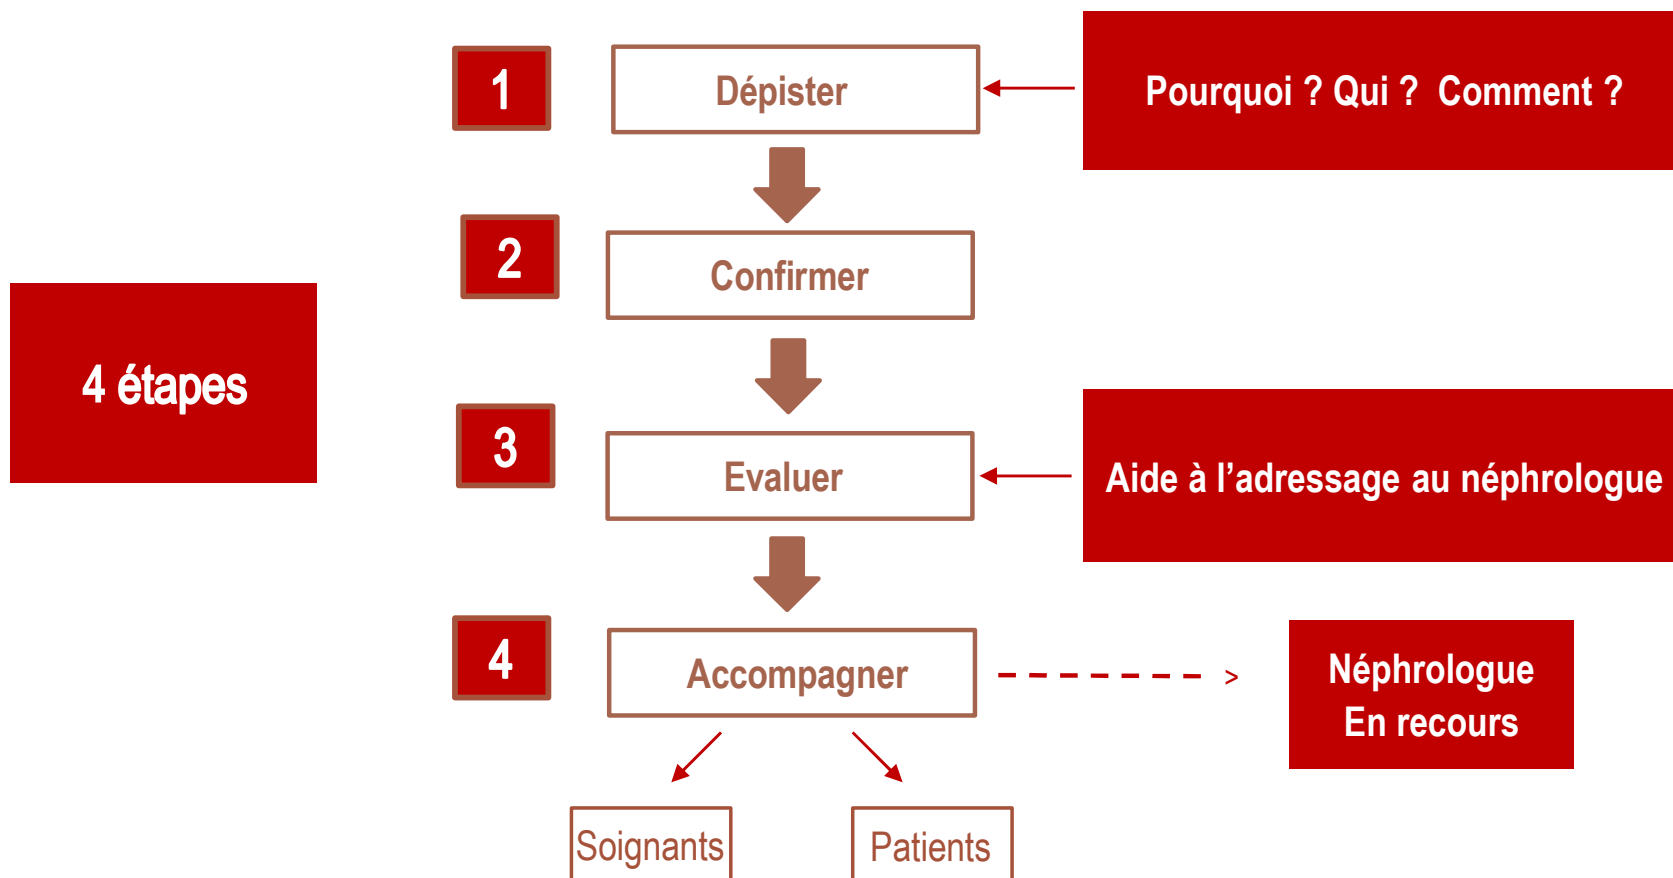 1
Dépister
Pourquoi ? Qui ? Comment ?
2
Confirmer
4 étapes
3
Evaluer
Aide à l’adressage au néphrologue
4
Accompagner
Néphrologue
En recours
Soignants
Patients